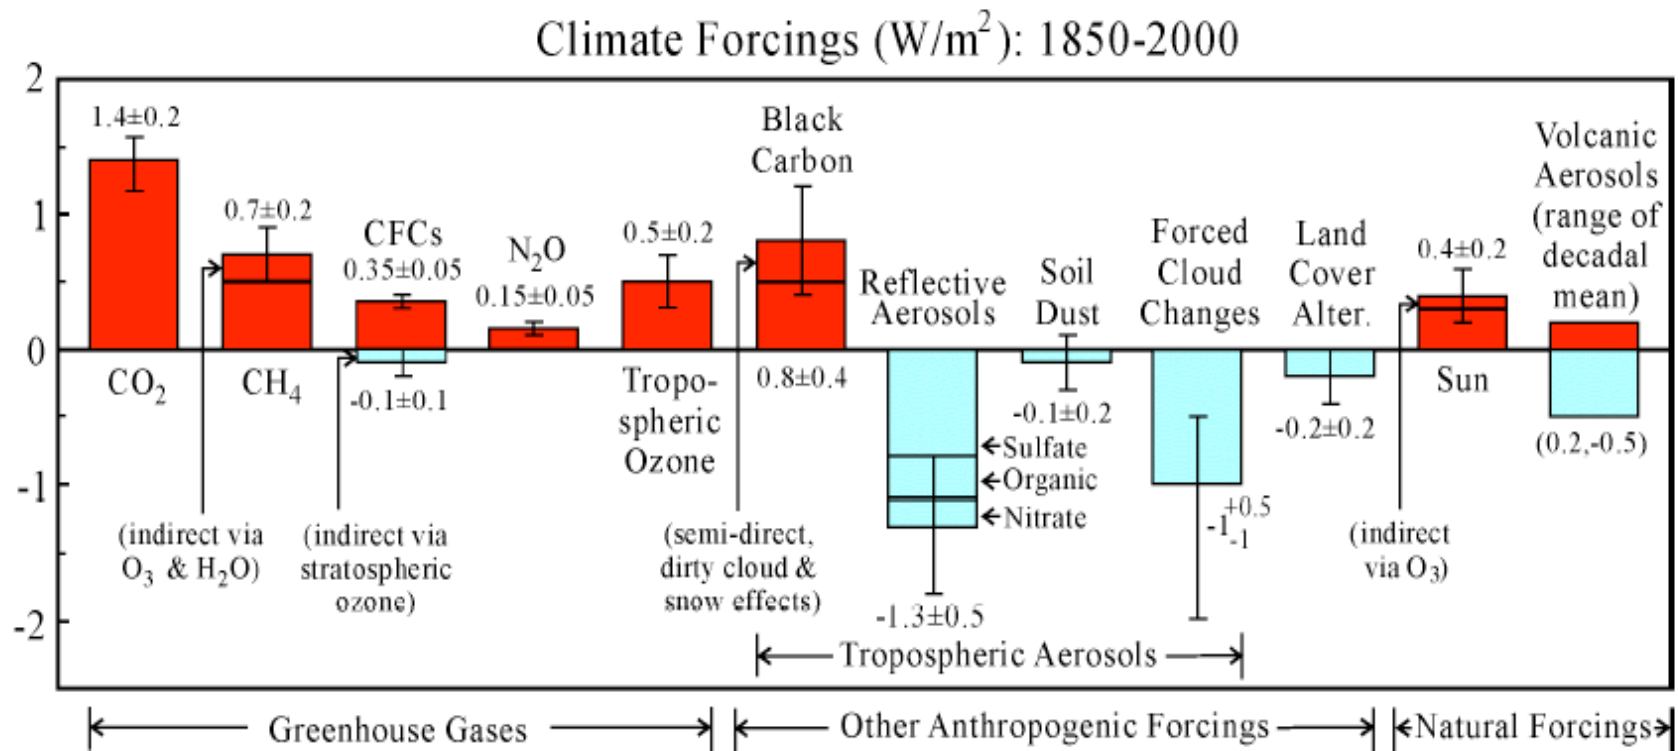 Climate Forcings (W/m²): 1850-2000
2
1
0
-1
-2
1.4±0.2
CO₂
0.7±0.2
CH₄
(indirect via
O₃ & H₂O)
CFCs
0.35±0.05
-0.1±0.1
(indirect via
stratospheric
ozone)
N₂O
0.15±0.05
0.5±0.2
Tropo-
spheric
Ozone
Black
Carbon
0.8±0.4
(semi-direct,
dirty cloud &
snow effects)
Reflective
Aerosols
Sulfate
Organic
Nitrate
-1.3±0.5
Soil
Dust
-0.1±0.2
Forced
Cloud
Changes
-1 +0.5
-1
Land
Cover
Alter.
-0.2±0.2
0.4±0.2
Sun
(indirect
via O₃)
Volcanic
Aerosols
(range of
decadal
mean)
(0.2,-0.5)
Tropospheric Aerosols
Greenhouse Gases
Other Anthropogenic Forcings
Natural Forcings